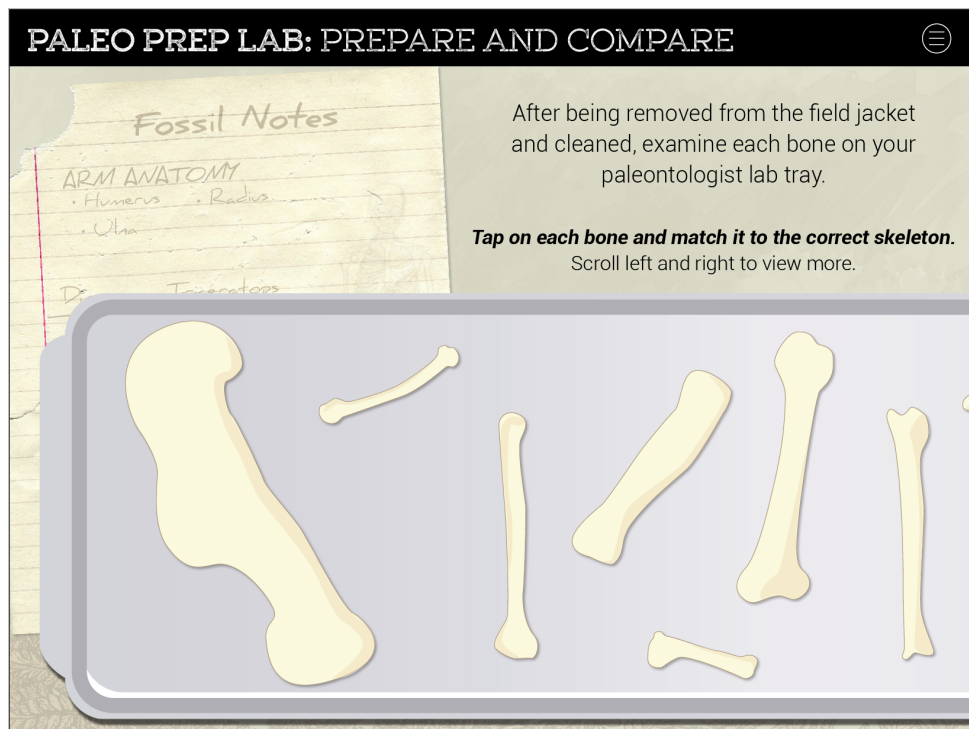 PALEO PREP LAB: PREPARE AND COMPARE
Fossil Notes
ARM ANATOMY
• Humerus • Radius
• Ulna
Triceratops
After being removed from the field jacket
and cleaned, examine each bone on your
paleontologist lab tray.
Tap on each bone and match it to the correct skeleton.
Scroll left and right to view more.